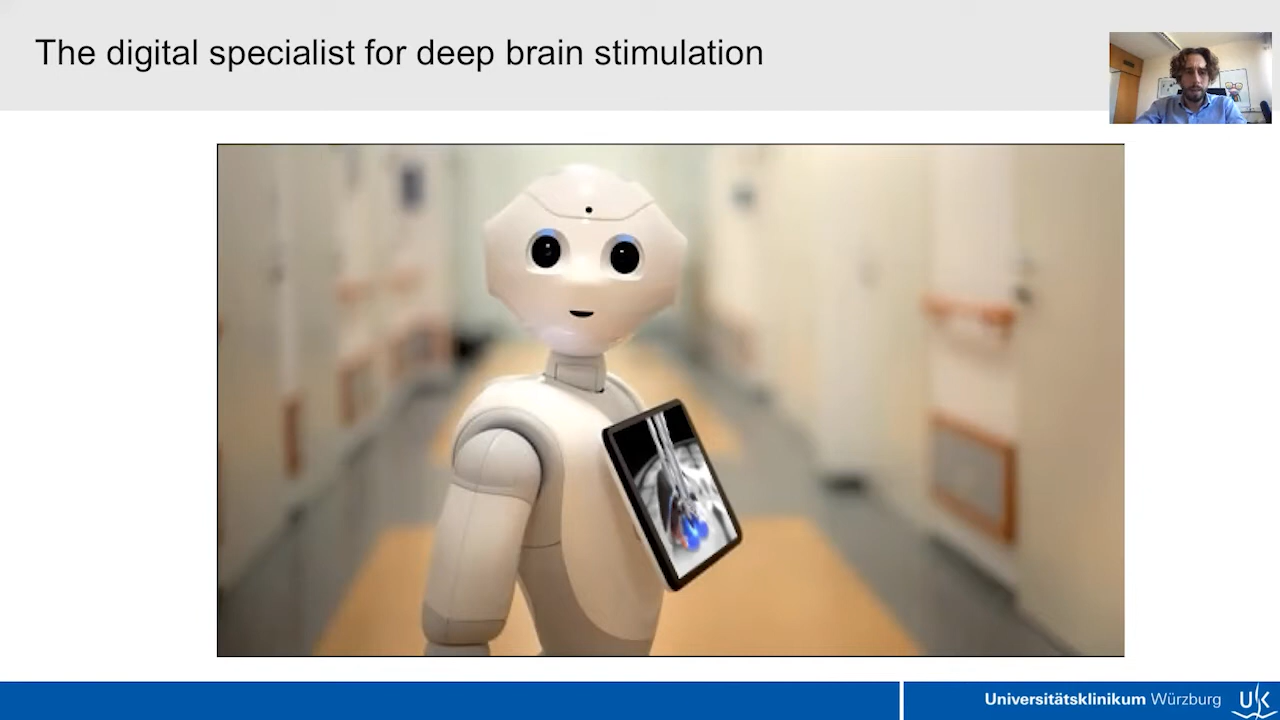 The digital specialist for deep brain stimulation
Universitätsklinikum Würzburg
UK